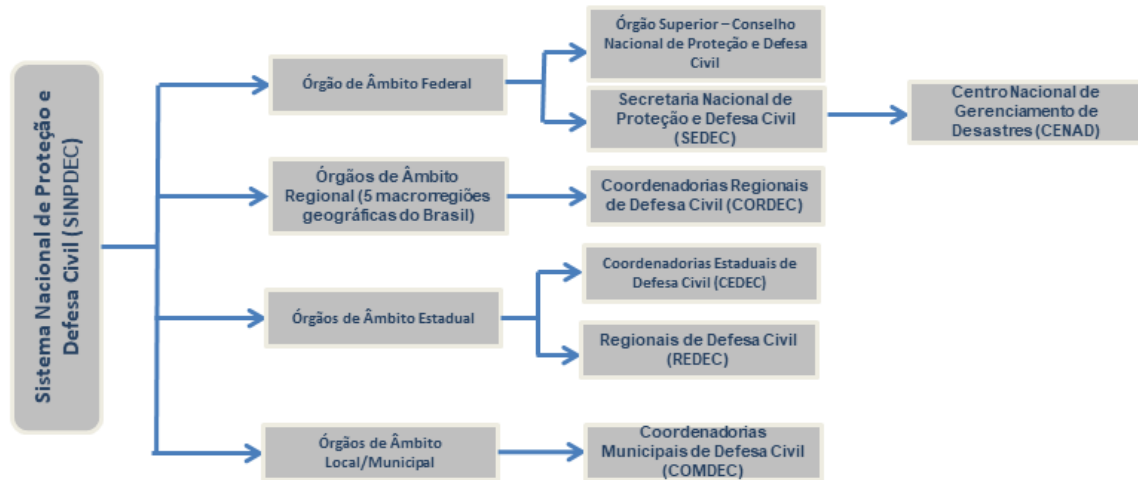 Sistema Nacional de Proteção e
Defesa Civil (SINPDEC)
Órgão de Âmbito Federal
Órgão Superior – Conselho
Nacional de Proteção e Defesa
Civil
Secretaria Nacional de
Proteção e Defesa Civil
(SEDEC)
Centro Nacional de
Gerenciamento de
Desastres (CENAD)
Órgãos de Âmbito
Regional (5 macrorregiões
geográficas do Brasil)
Coordenadorias Regionais
de Defesa Civil (CORDEC)
Órgãos de Âmbito Estadual
Coordenadorias Estaduais de
Defesa Civil (CEDEC)
Regionais de Defesa Civil
(REDEC)
Órgãos de Âmbito
Local/Municipal
Coordenadorias
Municipais de Defesa Civil
(COMDEC)